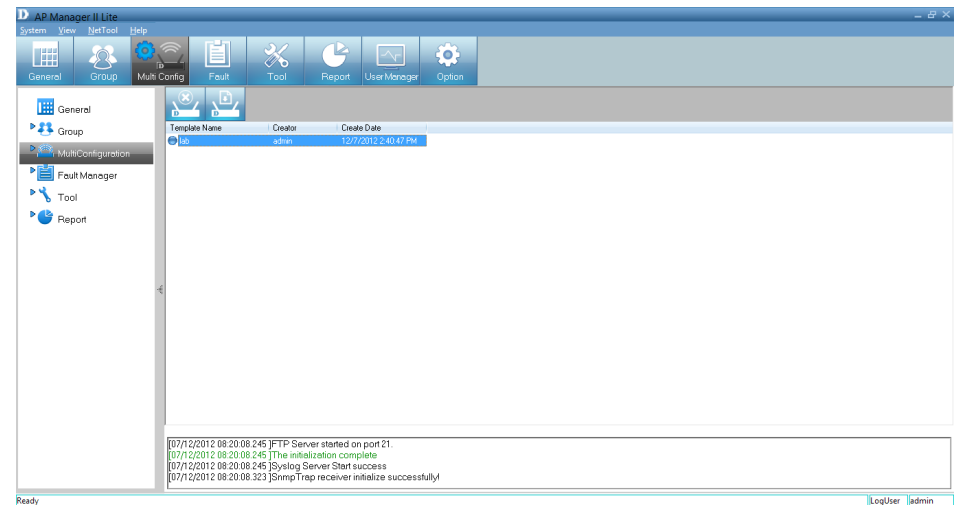 D AP Manager II Lite
System View NetTool Help
General Group Multi Config Fault Tool Report User Manager Option
General
Group
MultiConfiguration
Fault Manager
Tool
Report
Template Name Creator Create Date
lab admin 12/7/2012 2:40:47 PM
[07/12/2012 08:20:08.245 ]FTP Server started on port 21.
[07/12/2012 08:20:08.245 ]The initialization complete
[07/12/2012 08:20:08.245 ]Syslog Server Start success
[07/12/2012 08:20:08.323 ]SnmpTrap receiver initialize successfully!
Ready LogUser admin